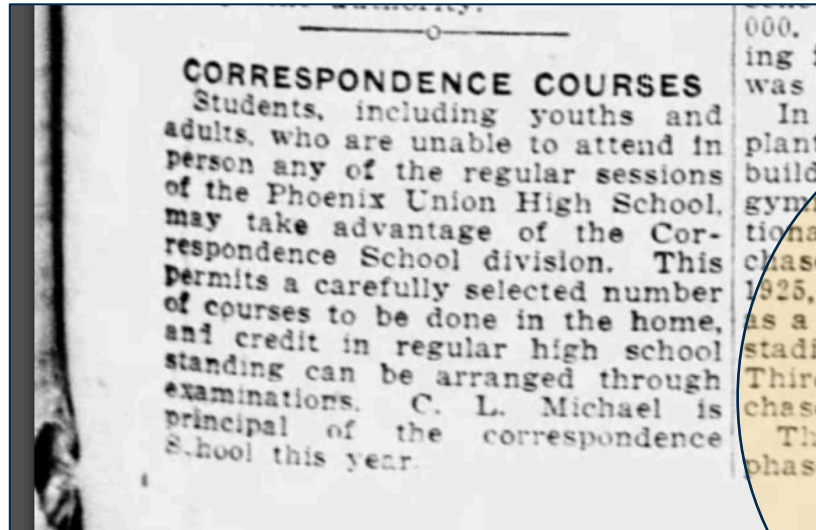 authority.
CORRESPONDENCE COURSES
Students, including youths and
adults, who are unable to attend in
person any of the regular sessions
of the Phoenix Union High School,
may take advantage of the Cor-
respondence School division. This
permits a carefully selected number
of courses to be done in the home,
and credit in regular high school
standing can be arranged through
examinations. C. L. Michael is
principal of the correspondence
School this year.
000.
ing
was
In
plant
build
gym
tiona
chase
1925,
as a
stadi
Third
chase
Th
phase